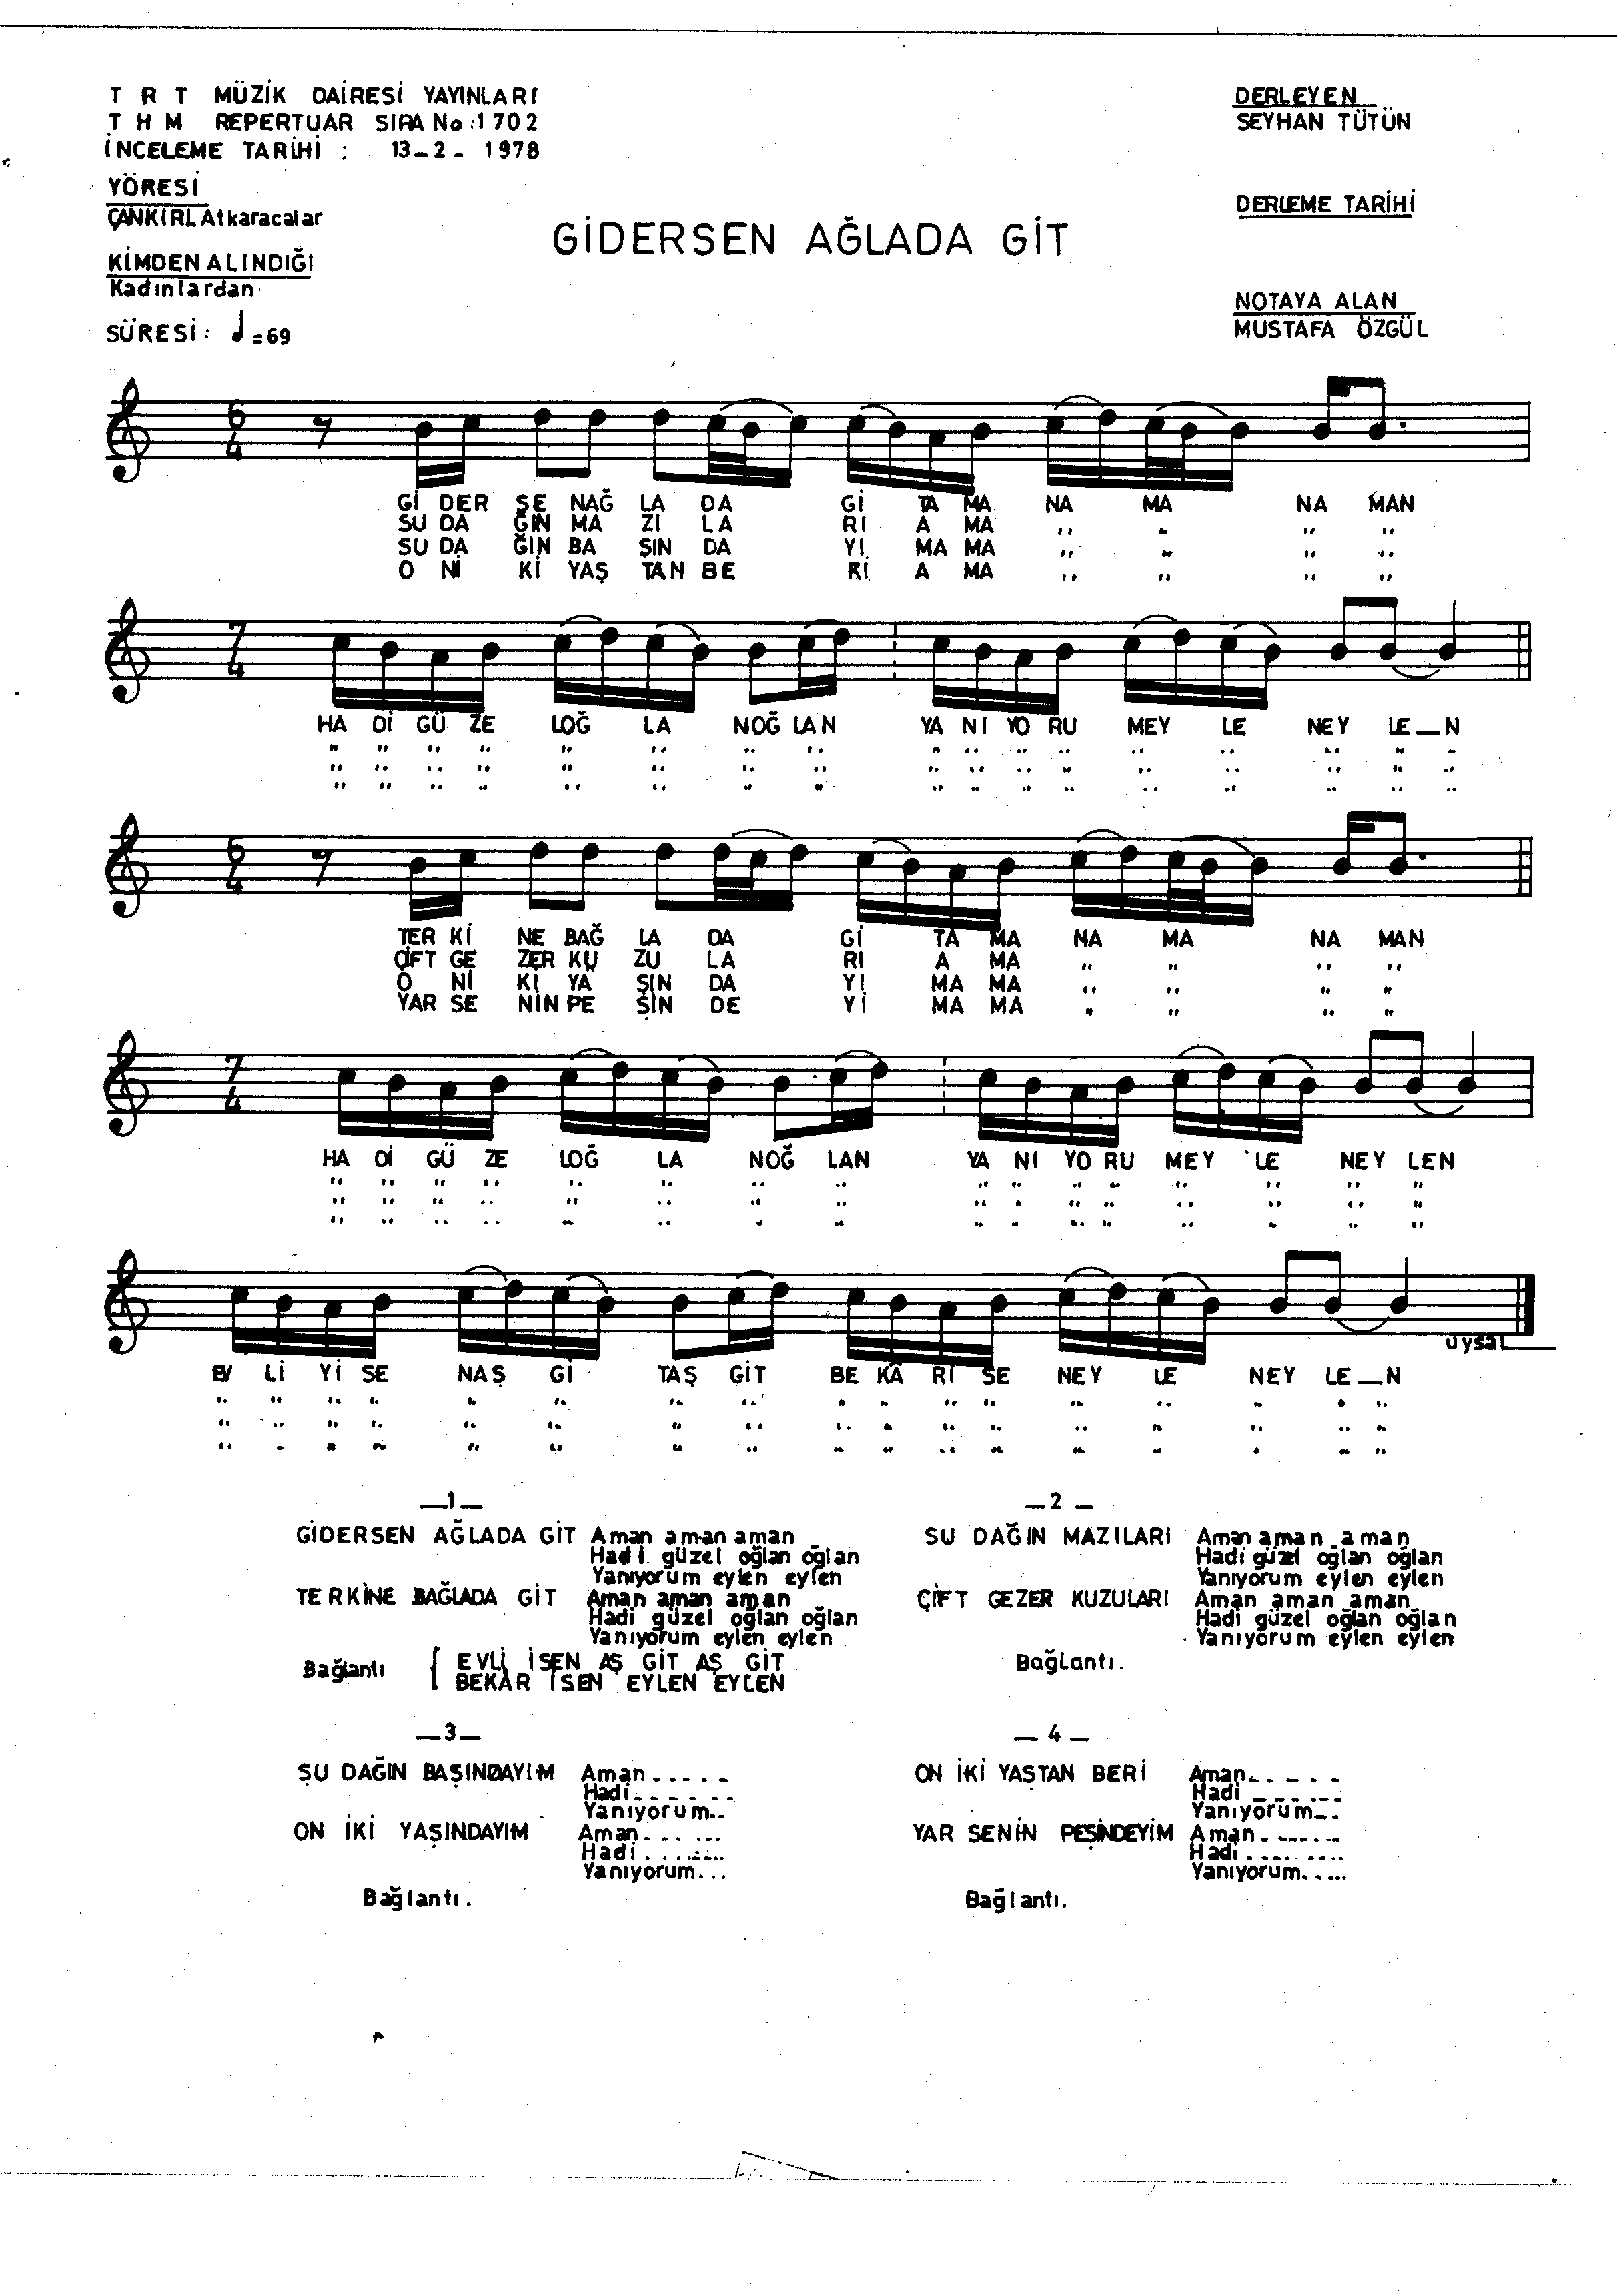 T R T MÜZİK DAİRESİ YAYINLARI
T H M REPERTUAR SIRA No :1702
İNCELEME TARİHİ : 13-2- 1978
DERLEYEN
SEYHAN TÜTÜN
YÖRESİ
ÇANKIRI-Atkaracalar
DERLEME TARİHİ
GİDERSEN AĞLADA GİT
KİMDEN ALINDIĞI
Kadınlardan
NOTAYA ALAN
MUSTAFA ÖZGÜL
SÜRESİ: ♩=69
6/4
Gİ DER SE NAĞ LA DA Gİ TA MA NA MA NA MAN
SU DA ĞIN MA ZI LA RI A MA ,, ,, ,, ,,
SU DA ĞIN BA ŞIN DA YI MA MA ,, ,, ,, ,,
O Nİ Kİ YAŞ TAN BE Rİ A MA ,, ,, ,, ,,
7/4
HA Dİ GÜ ZE LOĞ LA NOĞ LAN YA NI YO RU MEY LE NEY LE_N
,, ,, ,, ,, ,, ,, ,, ,, ,, ,, ,, ,, ,, ,, ,, ,, ,,
,, ,, ,, ,, ,, ,, ,, ,, ,, ,, ,, ,, ,, ,, ,, ,, ,,
,, ,, ,, ,, ,, ,, ,, ,, ,, ,, ,, ,, ,, ,, ,, ,, ,,
6/4
TER Kİ NE BAĞ LA DA Gİ TA MA NA MA NA MAN
ÇİFT GE ZER KU ZU LA RI A MA ,, ,, ,, ,,
O Nİ Kİ YA ŞIN DA YI MA MA ,, ,, ,, ,,
YAR SE NİN PE ŞİN DE Yİ MA MA ,, ,, ,, ,,
7/4
HA Dİ GÜ ZE LOĞ LA NOĞ LAN YA NI YO RU MEY LE NEY LEN
,, ,, ,, ,, ,, ,, ,, ,, ,, ,, ,, ,, ,, ,, ,, ,,
,, ,, ,, ,, ,, ,, ,, ,, ,, ,, ,, ,, ,, ,, ,, ,,
,, ,, ,, ,, ,, ,, ,, ,, ,, ,, ,, ,, ,, ,, ,, ,,
uysal
EV Lİ Yİ SE NAŞ Gİ TAŞ GİT BE KÂ Rİ SE NEY LE NEY LE_N
,, ,, ,, ,, ,, ,, ,, ,, ,, ,, ,, ,, ,, ,, ,, ,, ,,
,, ,, ,, ,, ,, ,, ,, ,, ,, ,, ,, ,, ,, ,, ,, ,, ,,
,, ,, ,, ,, ,, ,, ,, ,, ,, ,, ,, ,, ,, ,, ,, ,, ,,
_1_
GİDERSEN AĞLADA GİT Aman aman aman
Hadi güzel oğlan oğlan
Yanıyorum eylen eylen
TERKİNE BAĞLADA GİT Aman aman aman
Hadi güzel oğlan oğlan
Yanıyorum eylen eylen
Bağlantı { EVLİ İSEN AŞ GİT AŞ GİT
BEKÂR İSEN EYLEN EYLEN
_2_
SU DAĞIN MAZILARI Aman aman aman
Hadi güzel oğlan oğlan
Yanıyorum eylen eylen
ÇİFT GEZER KUZULARI Aman aman aman
Hadi güzel oğlan oğlan
Yanıyorum eylen eylen
Bağlantı.
_3_
ŞU DAĞIN BAŞINDAYIM Aman.....
Hadi......
Yanıyorum..
ON İKİ YAŞINDAYIM Aman......
Hadi.......
Yanıyorum...
Bağlantı.
_4_
ON İKİ YAŞTAN BERİ Aman.....
Hadi......
Yanıyorum...
YAR SENİN PEŞİNDEYİM Aman......
Hadi.......
Yanıyorum.....
Bağlantı.